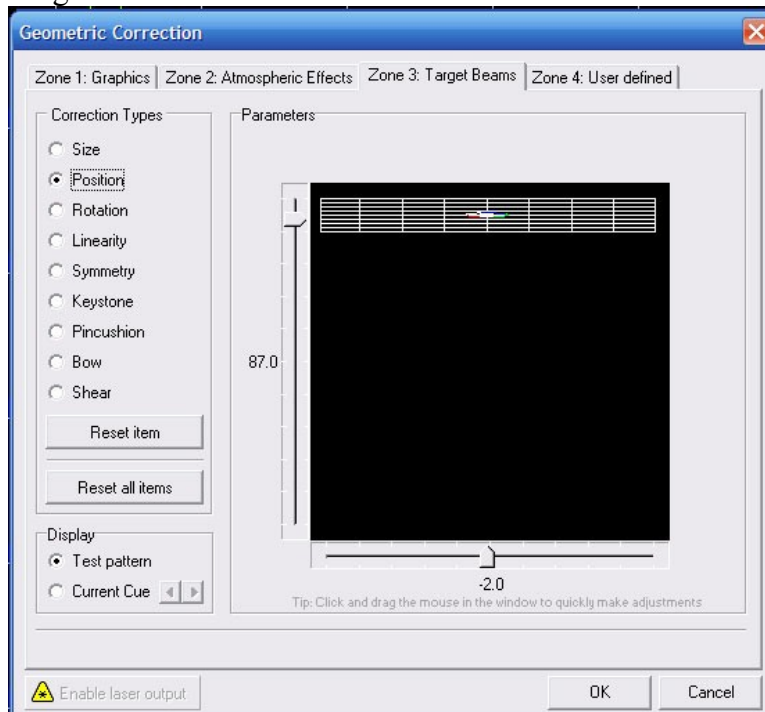 Geometric Correction
Zone 1: Graphics
Zone 2: Atmospheric Effects
Zone 3: Target Beams
Zone 4: User defined
Correction Types
Size
Position
Rotation
Linearity
Symmetry
Keystone
Pincushion
Bow
Shear
Reset item
Reset all items
Display
Test pattern
Current Cue
Parameters
87.0
-2.0
Tip: Click and drag the mouse in the window to quickly make adjustments
Enable laser output
OK
Cancel